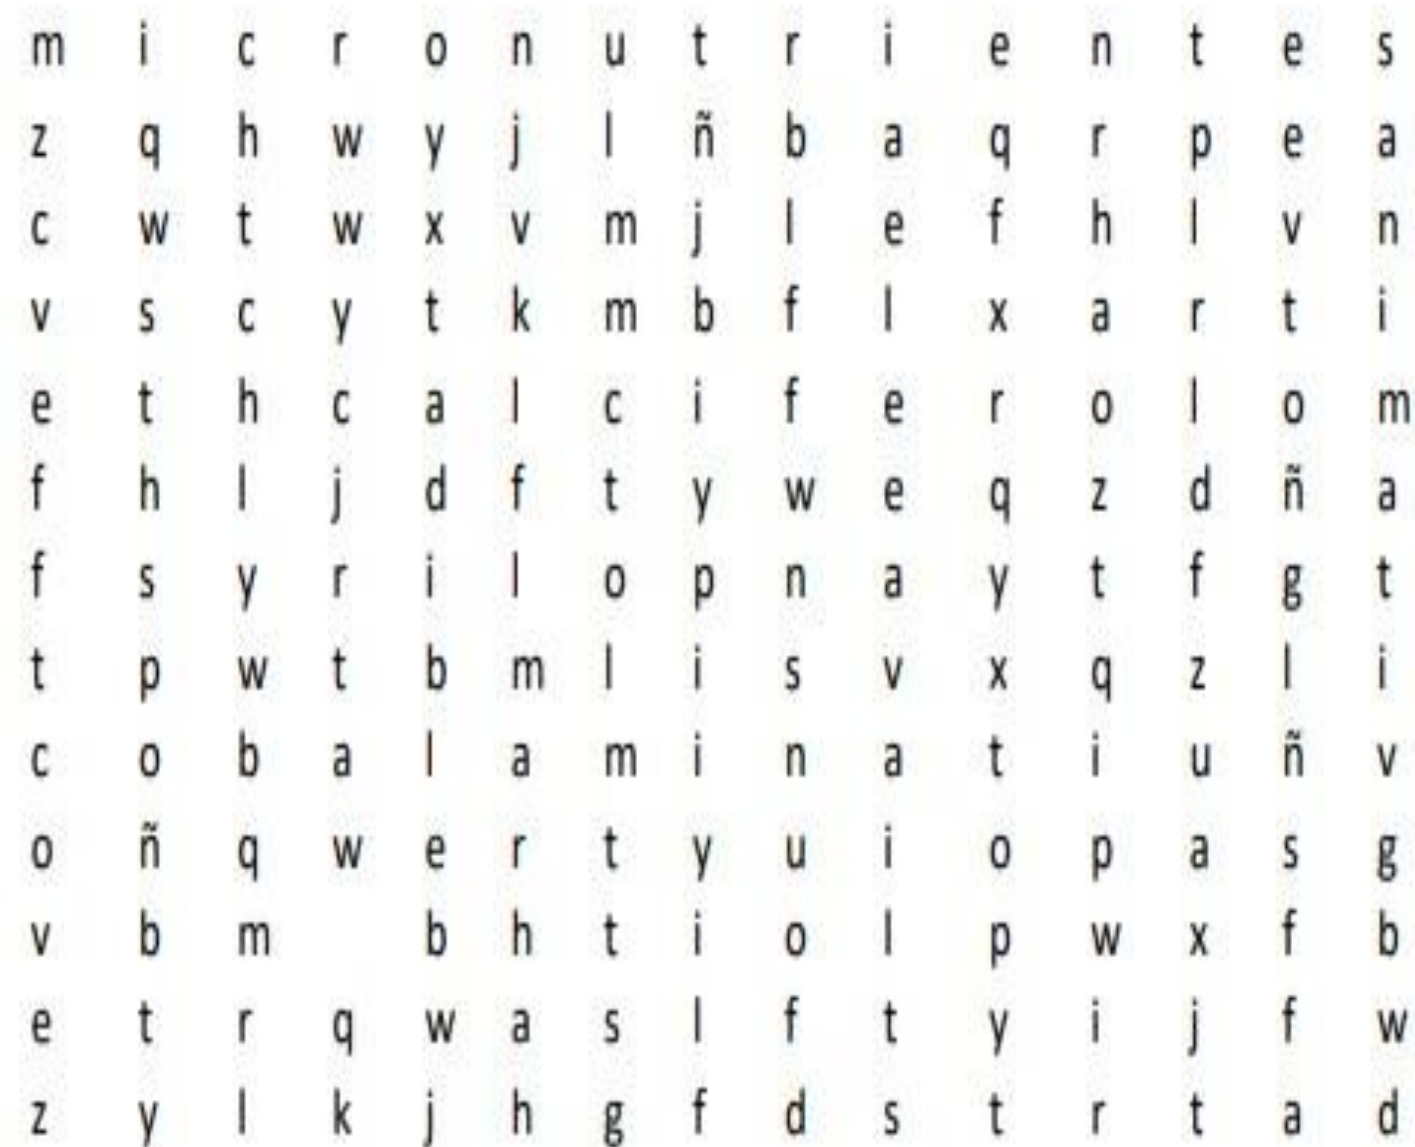 m i c r o n u t r i e n t e s
z q h w y j l ñ b a q r p e a
c w t w x v m j l e f h l v n
v s c y t k m b f l x a r t i
e t h c a l c i f e r o l o m
f h l j d f t y w e q z d ñ a
f s y r i l o p n a y t f g t
t p w t b m l i s v x q z l i
c o b a l a m i n a t i u ñ v
o ñ q w e r t y u i o p a s g
v b m b h t i o l p w x f b
e t r q w a s l f t y i j f w
z y l k j h g f d s t r t a d